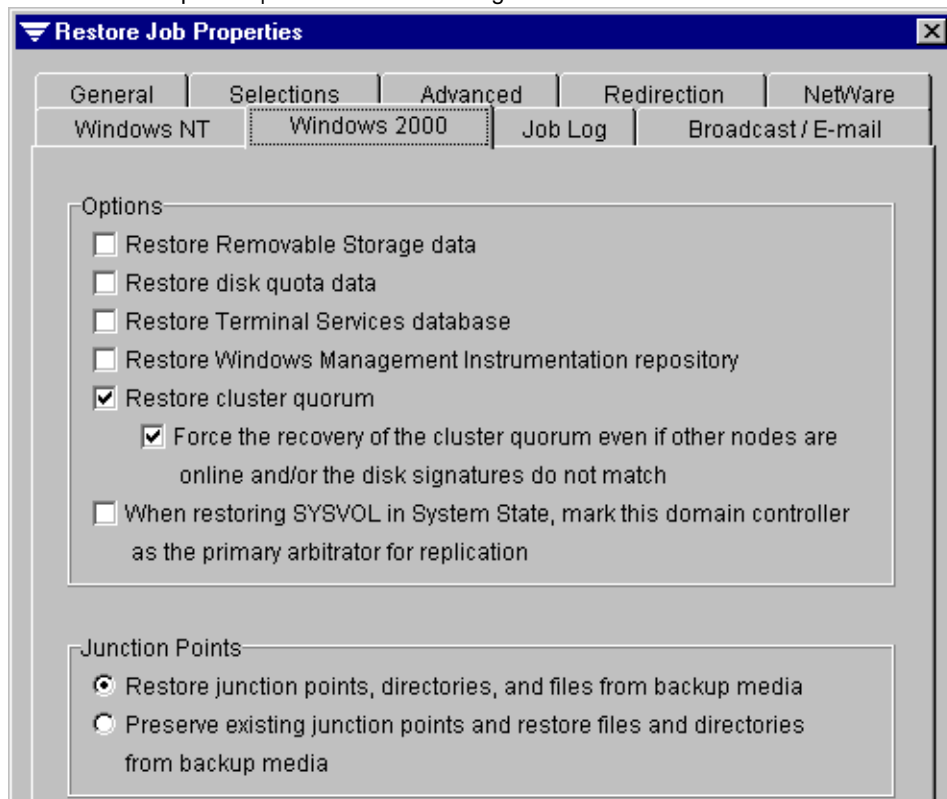 Restore Job Properties
General Selections Advanced Redirection NetWare
Windows NT Windows 2000 Job Log Broadcast / E-mail
Options
Restore Removable Storage data
Restore disk quota data
Restore Terminal Services database
Restore Windows Management Instrumentation repository
Restore cluster quorum
Force the recovery of the cluster quorum even if other nodes are
online and/or the disk signatures do not match
When restoring SYSVOL in System State, mark this domain controller
as the primary arbitrator for replication
Junction Points
Restore junction points, directories, and files from backup media
Preserve existing junction points and restore files and directories
from backup media